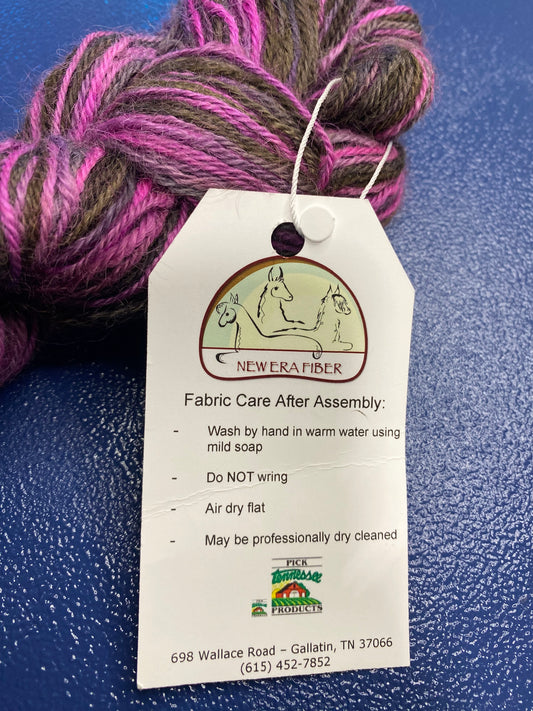 NEW ERA FIBER
Fabric Care After Assembly:
- Wash by hand in warm water using
mild soap
- Do NOT wring
- Air dry flat
- May be professionally dry cleaned
PICK
tennessee
PRODUCTS
698 Wallace Road – Gallatin, TN 37066
(615) 452-7852